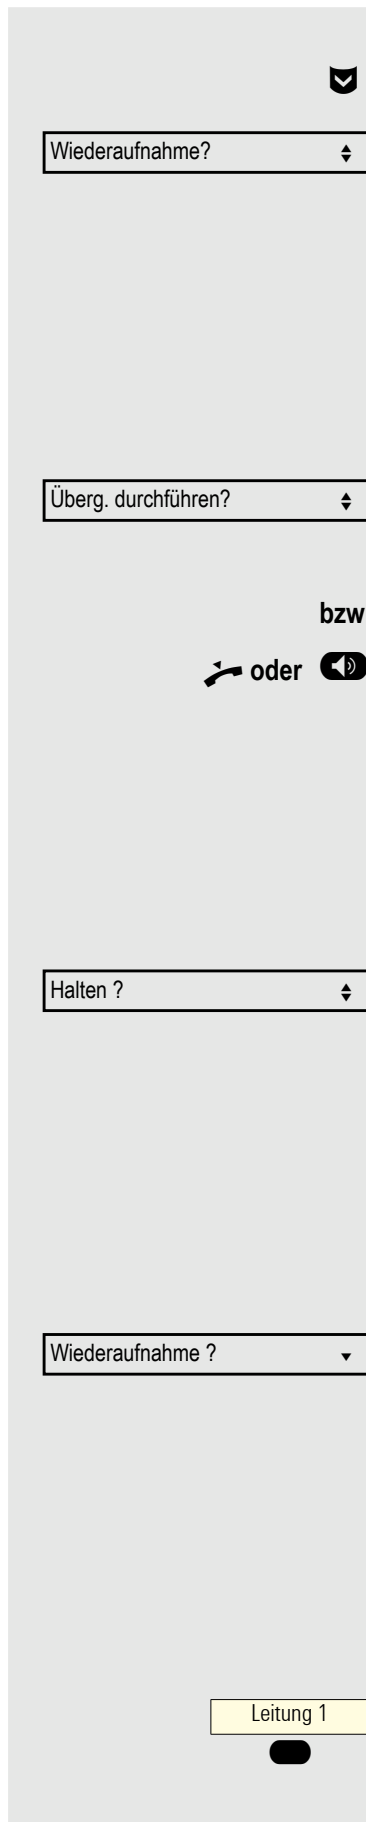 Wiederaufnahme?
Überg. durchführen?
bzw
oder
Halten ?
Wiederaufnahme ?
Leitung 1